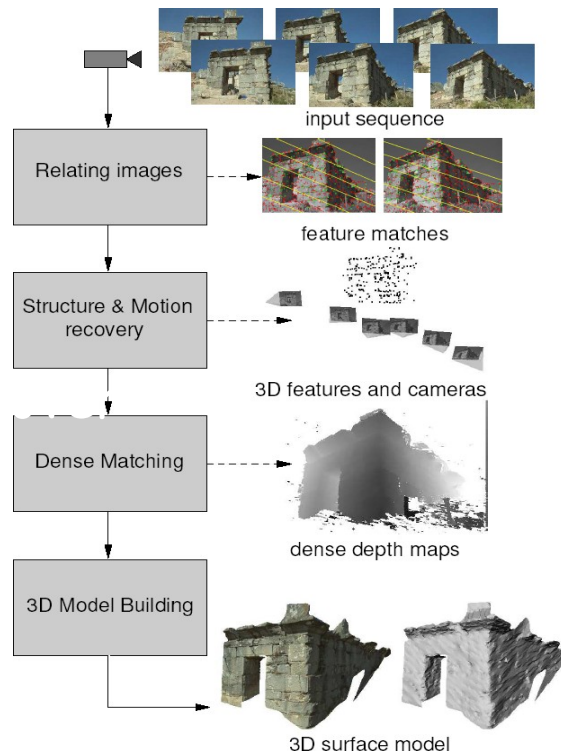 input sequence
Relating images
feature matches
Structure & Motion
recovery
3D features and cameras
Dense Matching
dense depth maps
3D Model Building
3D surface model